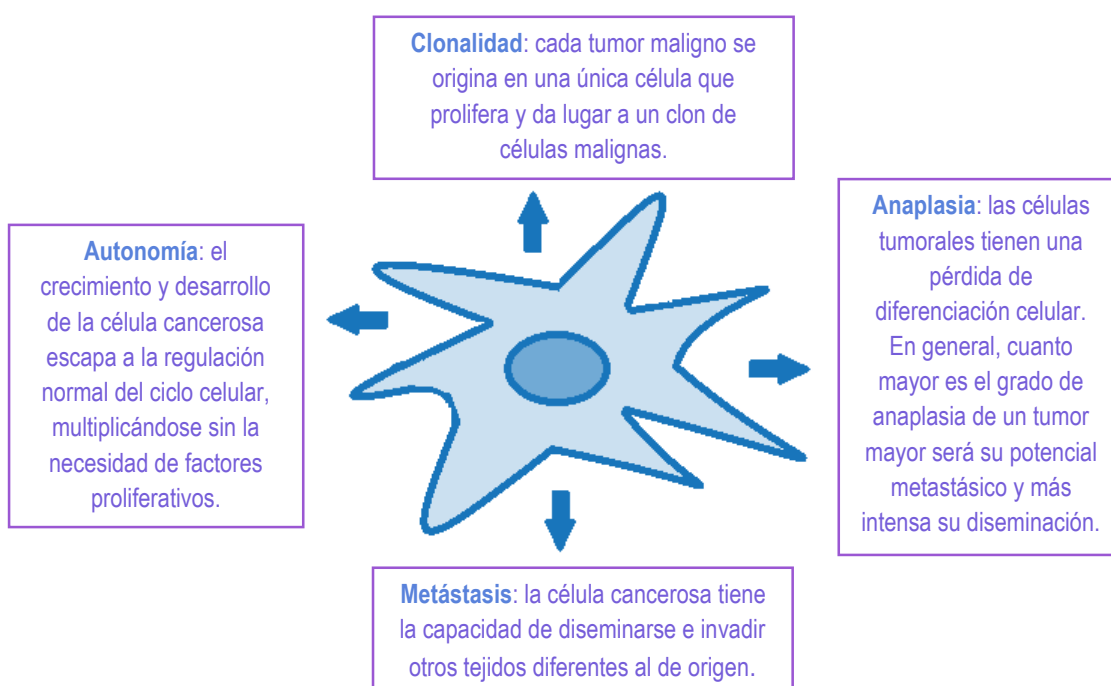 Clonalidad: cada tumor maligno se
origina en una única célula que
prolifera y da lugar a un clon de
células malignas.
Autonomía: el
crecimiento y desarrollo
de la célula cancerosa
escapa a la regulación
normal del ciclo celular,
multiplicándose sin la
necesidad de factores
proliferativos.
Anaplasia: las células
tumorales tienen una
pérdida de
diferenciación celular.
En general, cuanto
mayor es el grado de
anaplasia de un tumor
mayor será su potencial
metastásico y más
intensa su diseminación.
Metástasis: la célula cancerosa tiene
la capacidad de diseminarse e invadir
otros tejidos diferentes al de origen.